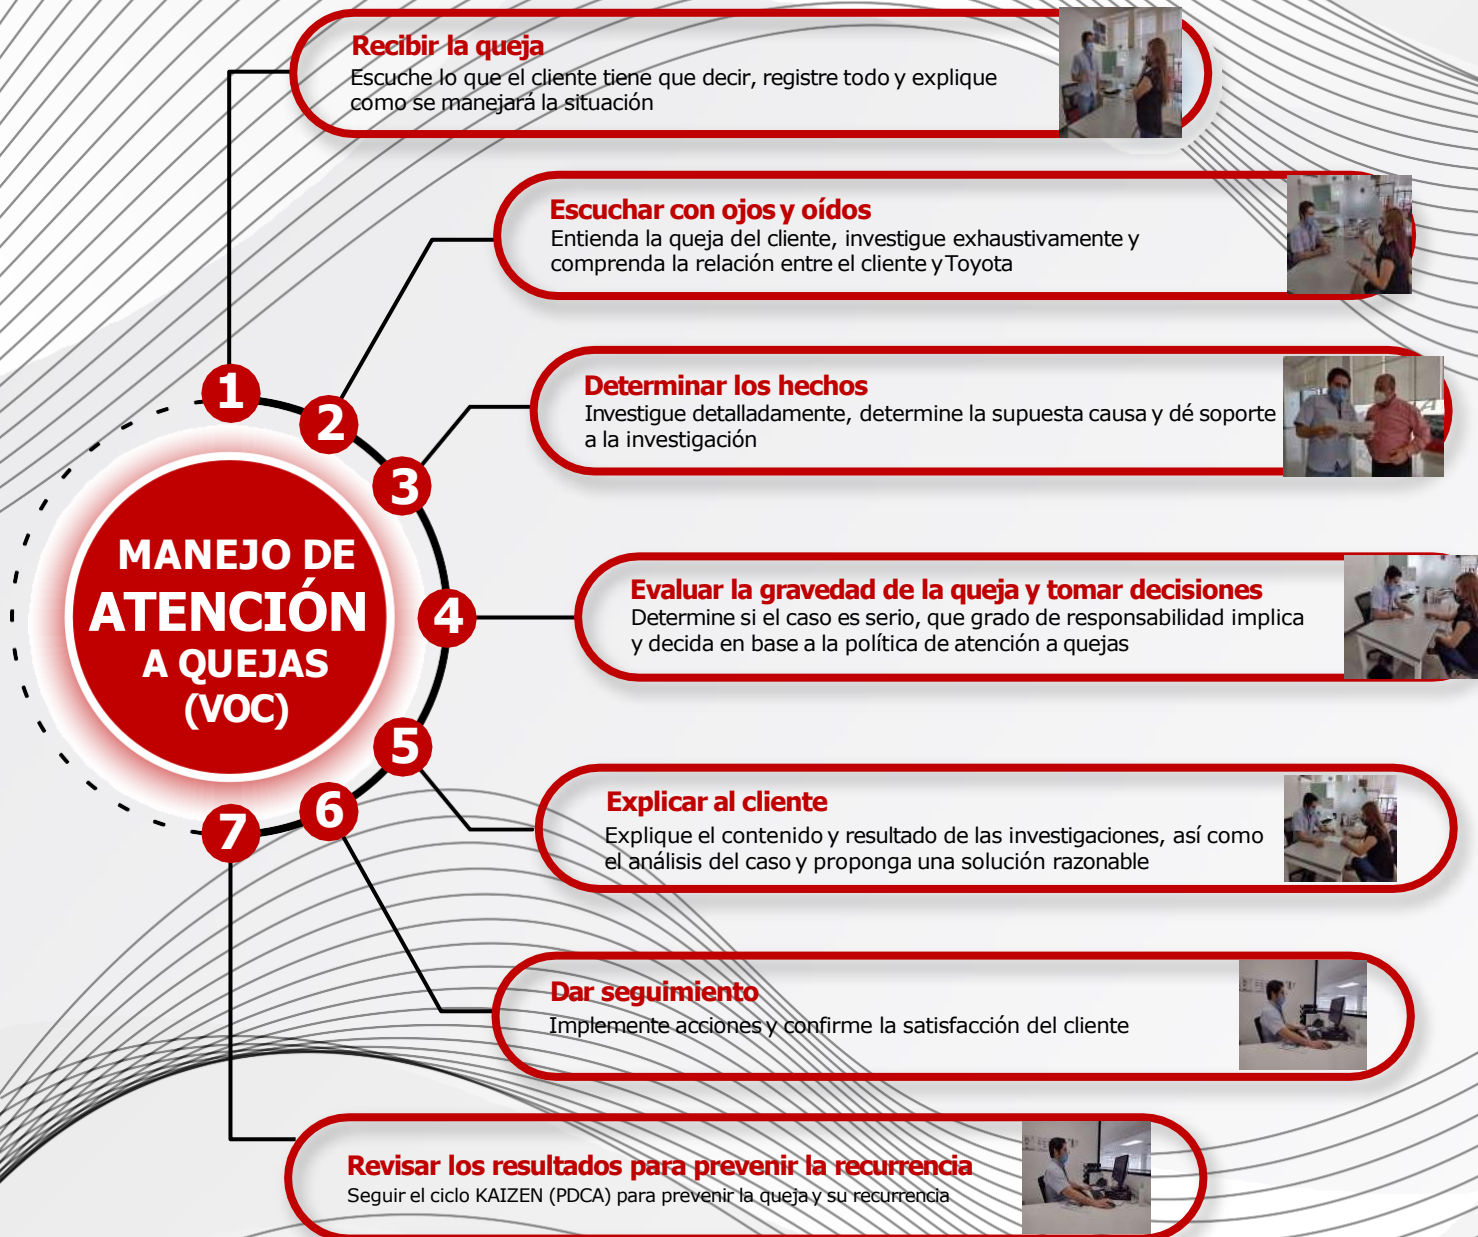 Recibir la queja
Escuche lo que el cliente tiene que decir, registre todo y explique
como se manejará la situación
Escuchar con ojos y oídos
Entienda la queja del cliente, investigue exhaustivamente y
comprenda la relación entre el cliente y Toyota
Determinar los hechos
Investigue detalladamente, determine la supuesta causa y dé soporte
a la investigación
Evaluar la gravedad de la queja y tomar decisiones
Determine si el caso es serio, que grado de responsabilidad implica
y decida en base a la política de atención a quejas
Explicar al cliente
Explique el contenido y resultado de las investigaciones, así como
el análisis del caso y proponga una solución razonable
Dar seguimiento
Implemente acciones y confirme la satisfacción del cliente
Revisar los resultados para prevenir la recurrencia
Seguir el ciclo KAIZEN (PDCA) para prevenir la queja y su recurrencia
1
2
3
4
5
6
7
MANEJO DE
ATENCIÓN
A QUEJAS
(VOC)